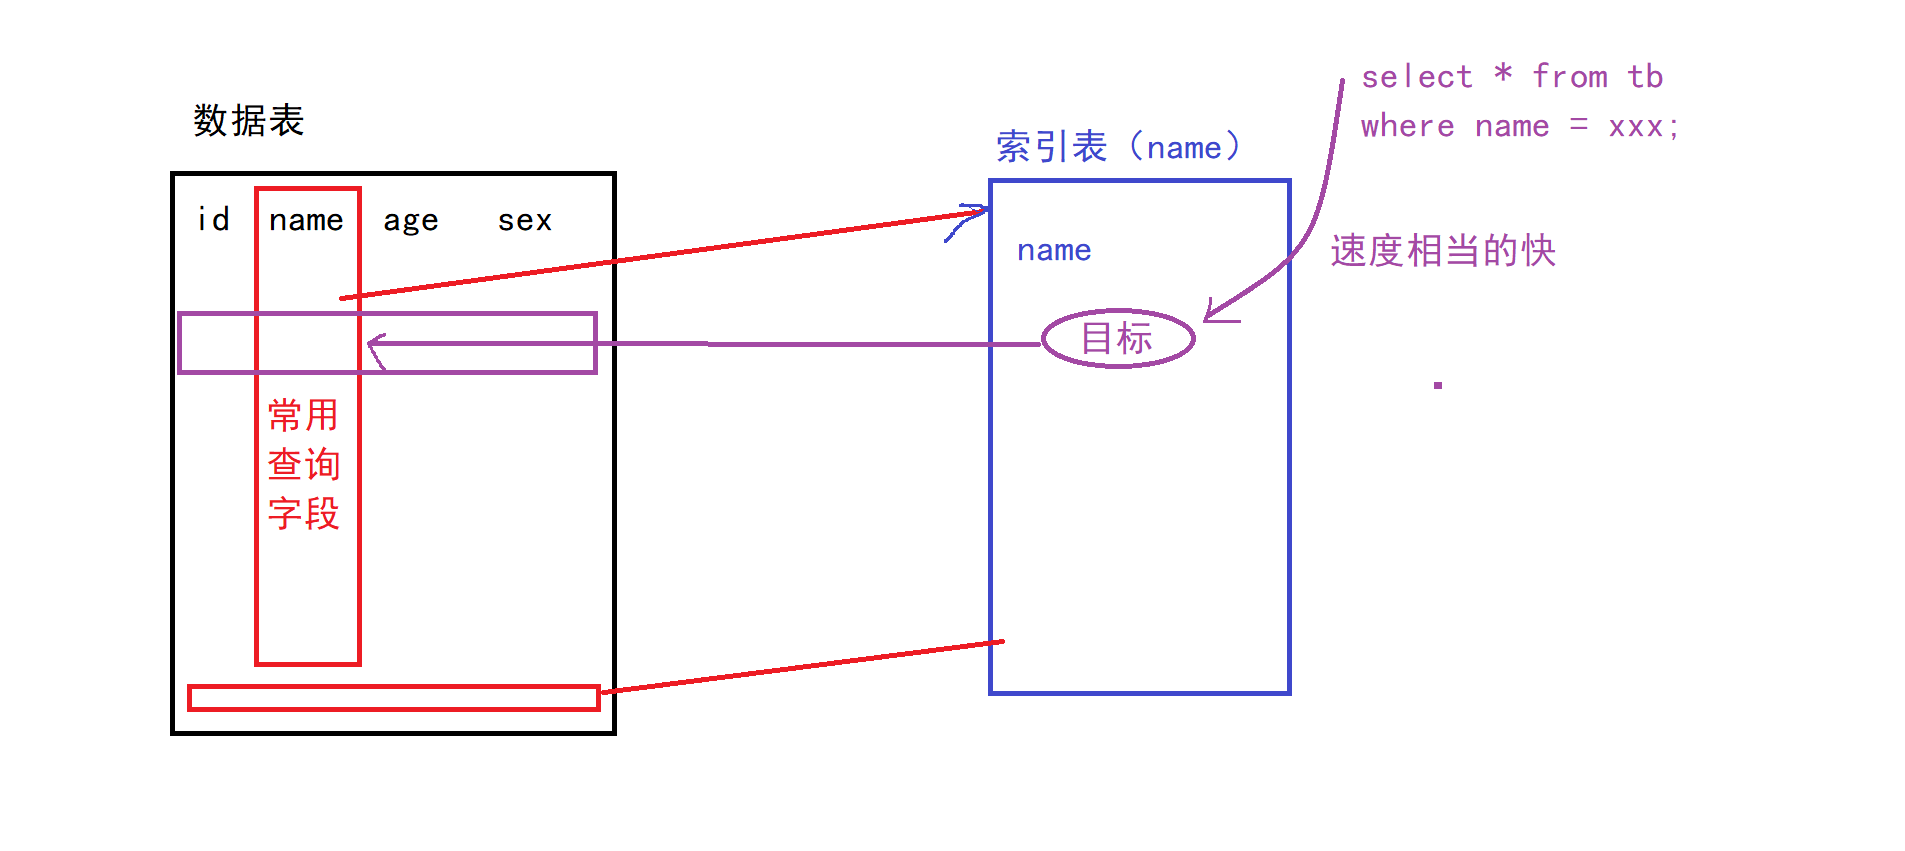 数据表
id name age sex
常用
查询
字段
索引表（name）
name
目标
select * from tb
where name = xxx;
速度相当的快